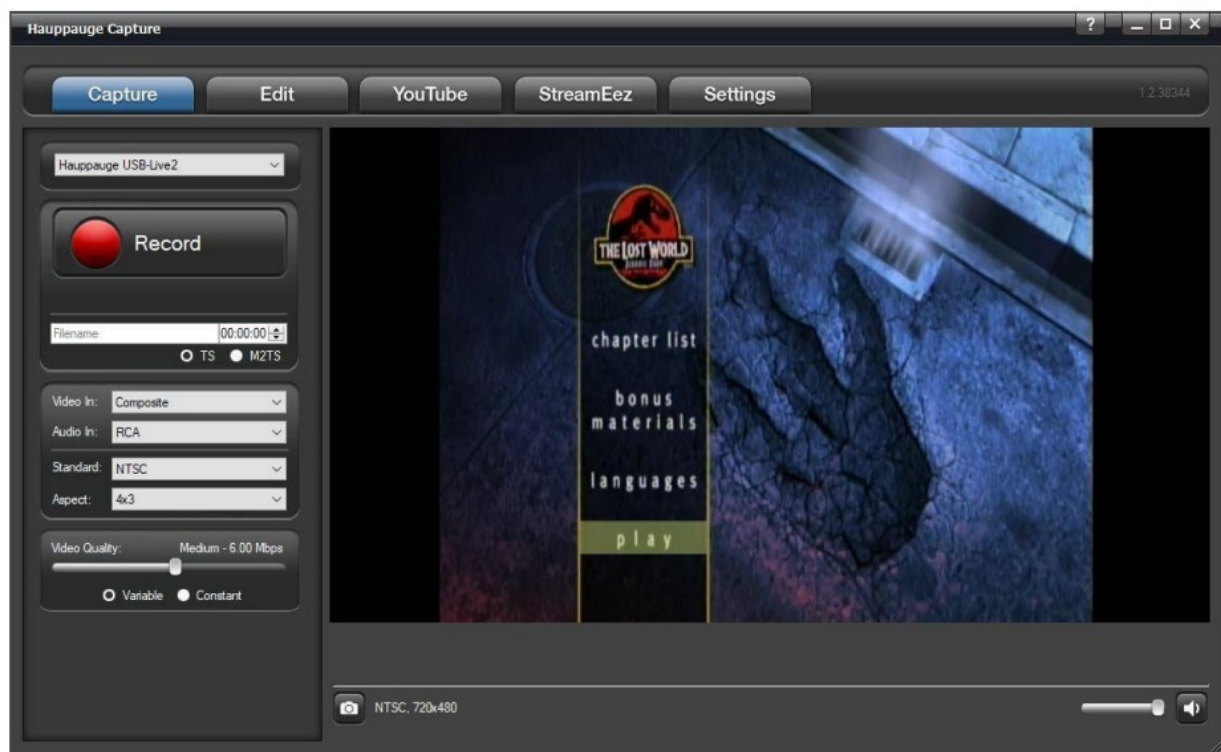 Hauppauge Capture
?
Capture
Edit
YouTube
StreamEez
Settings
1.2.38344
Hauppauge USB-Live2
Record
Filename
00:00:00
TS
M2TS
Video In:
Composite
Audio In:
RCA
Standard:
NTSC
Aspect:
4x3
Video Quality:
Medium - 6.00 Mbps
Variable
Constant
THE LOST WORLD
JURASSIC PARK
chapter list
bonus
materials
languages
play
NTSC, 720x480